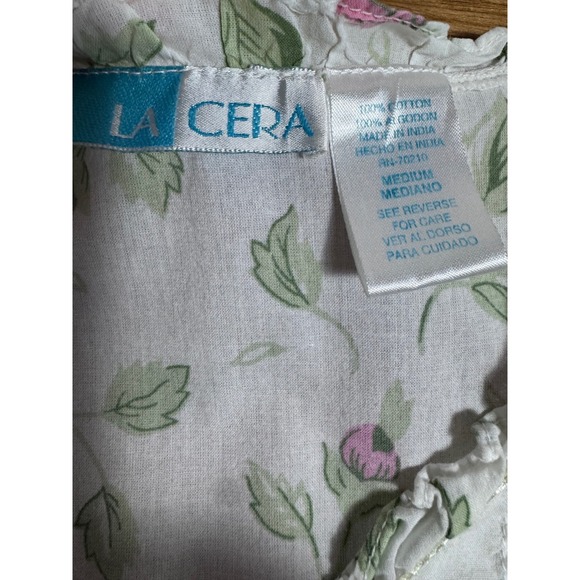 LA CERA
100% COTTON
100% ALGODON
MADE IN INDIA
HECHO EN INDIA
RN-70210
MEDIUM
MEDIANO
SEE REVERSE
FOR CARE
VER AL DORSO
PARA CUIDADO